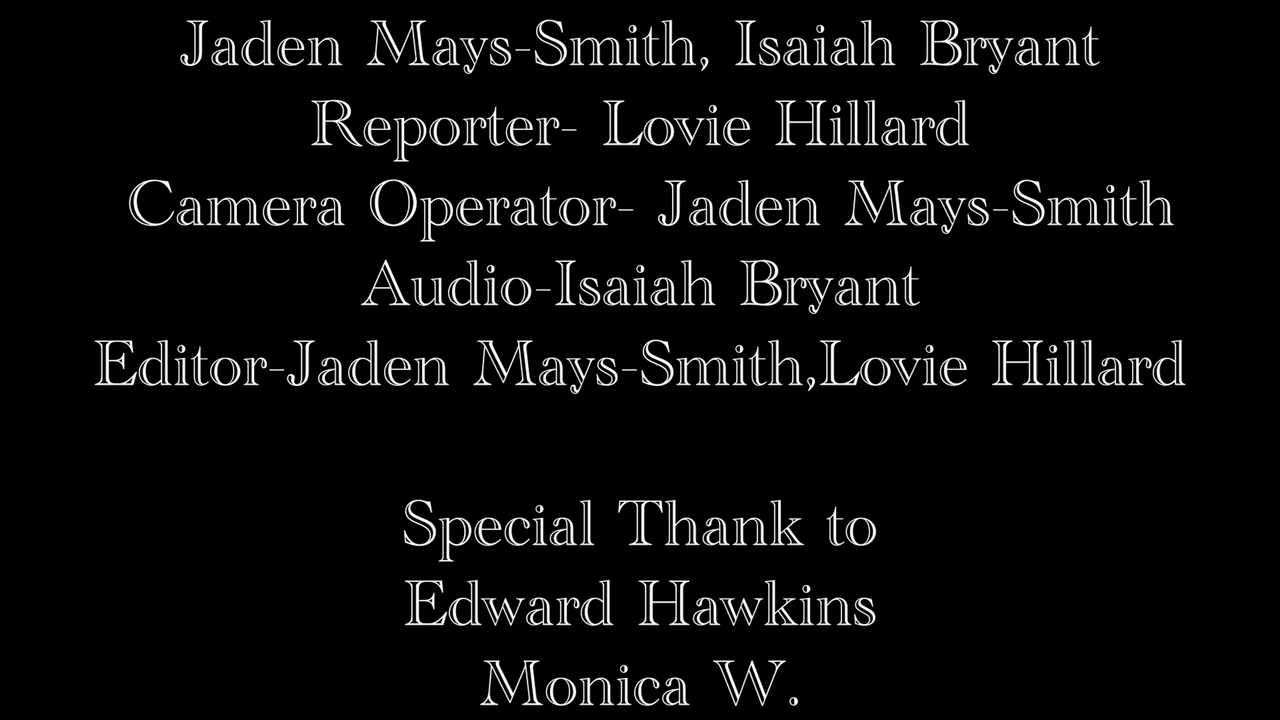 Jaden Mays-Smith, Isaiah Bryant
Reporter- Lovie Hillard
Camera Operator- Jaden Mays-Smith
Audio-Isaiah Bryant
Editor-Jaden Mays-Smith,Lovie Hillard
Special Thank to
Edward Hawkins
Monica W.